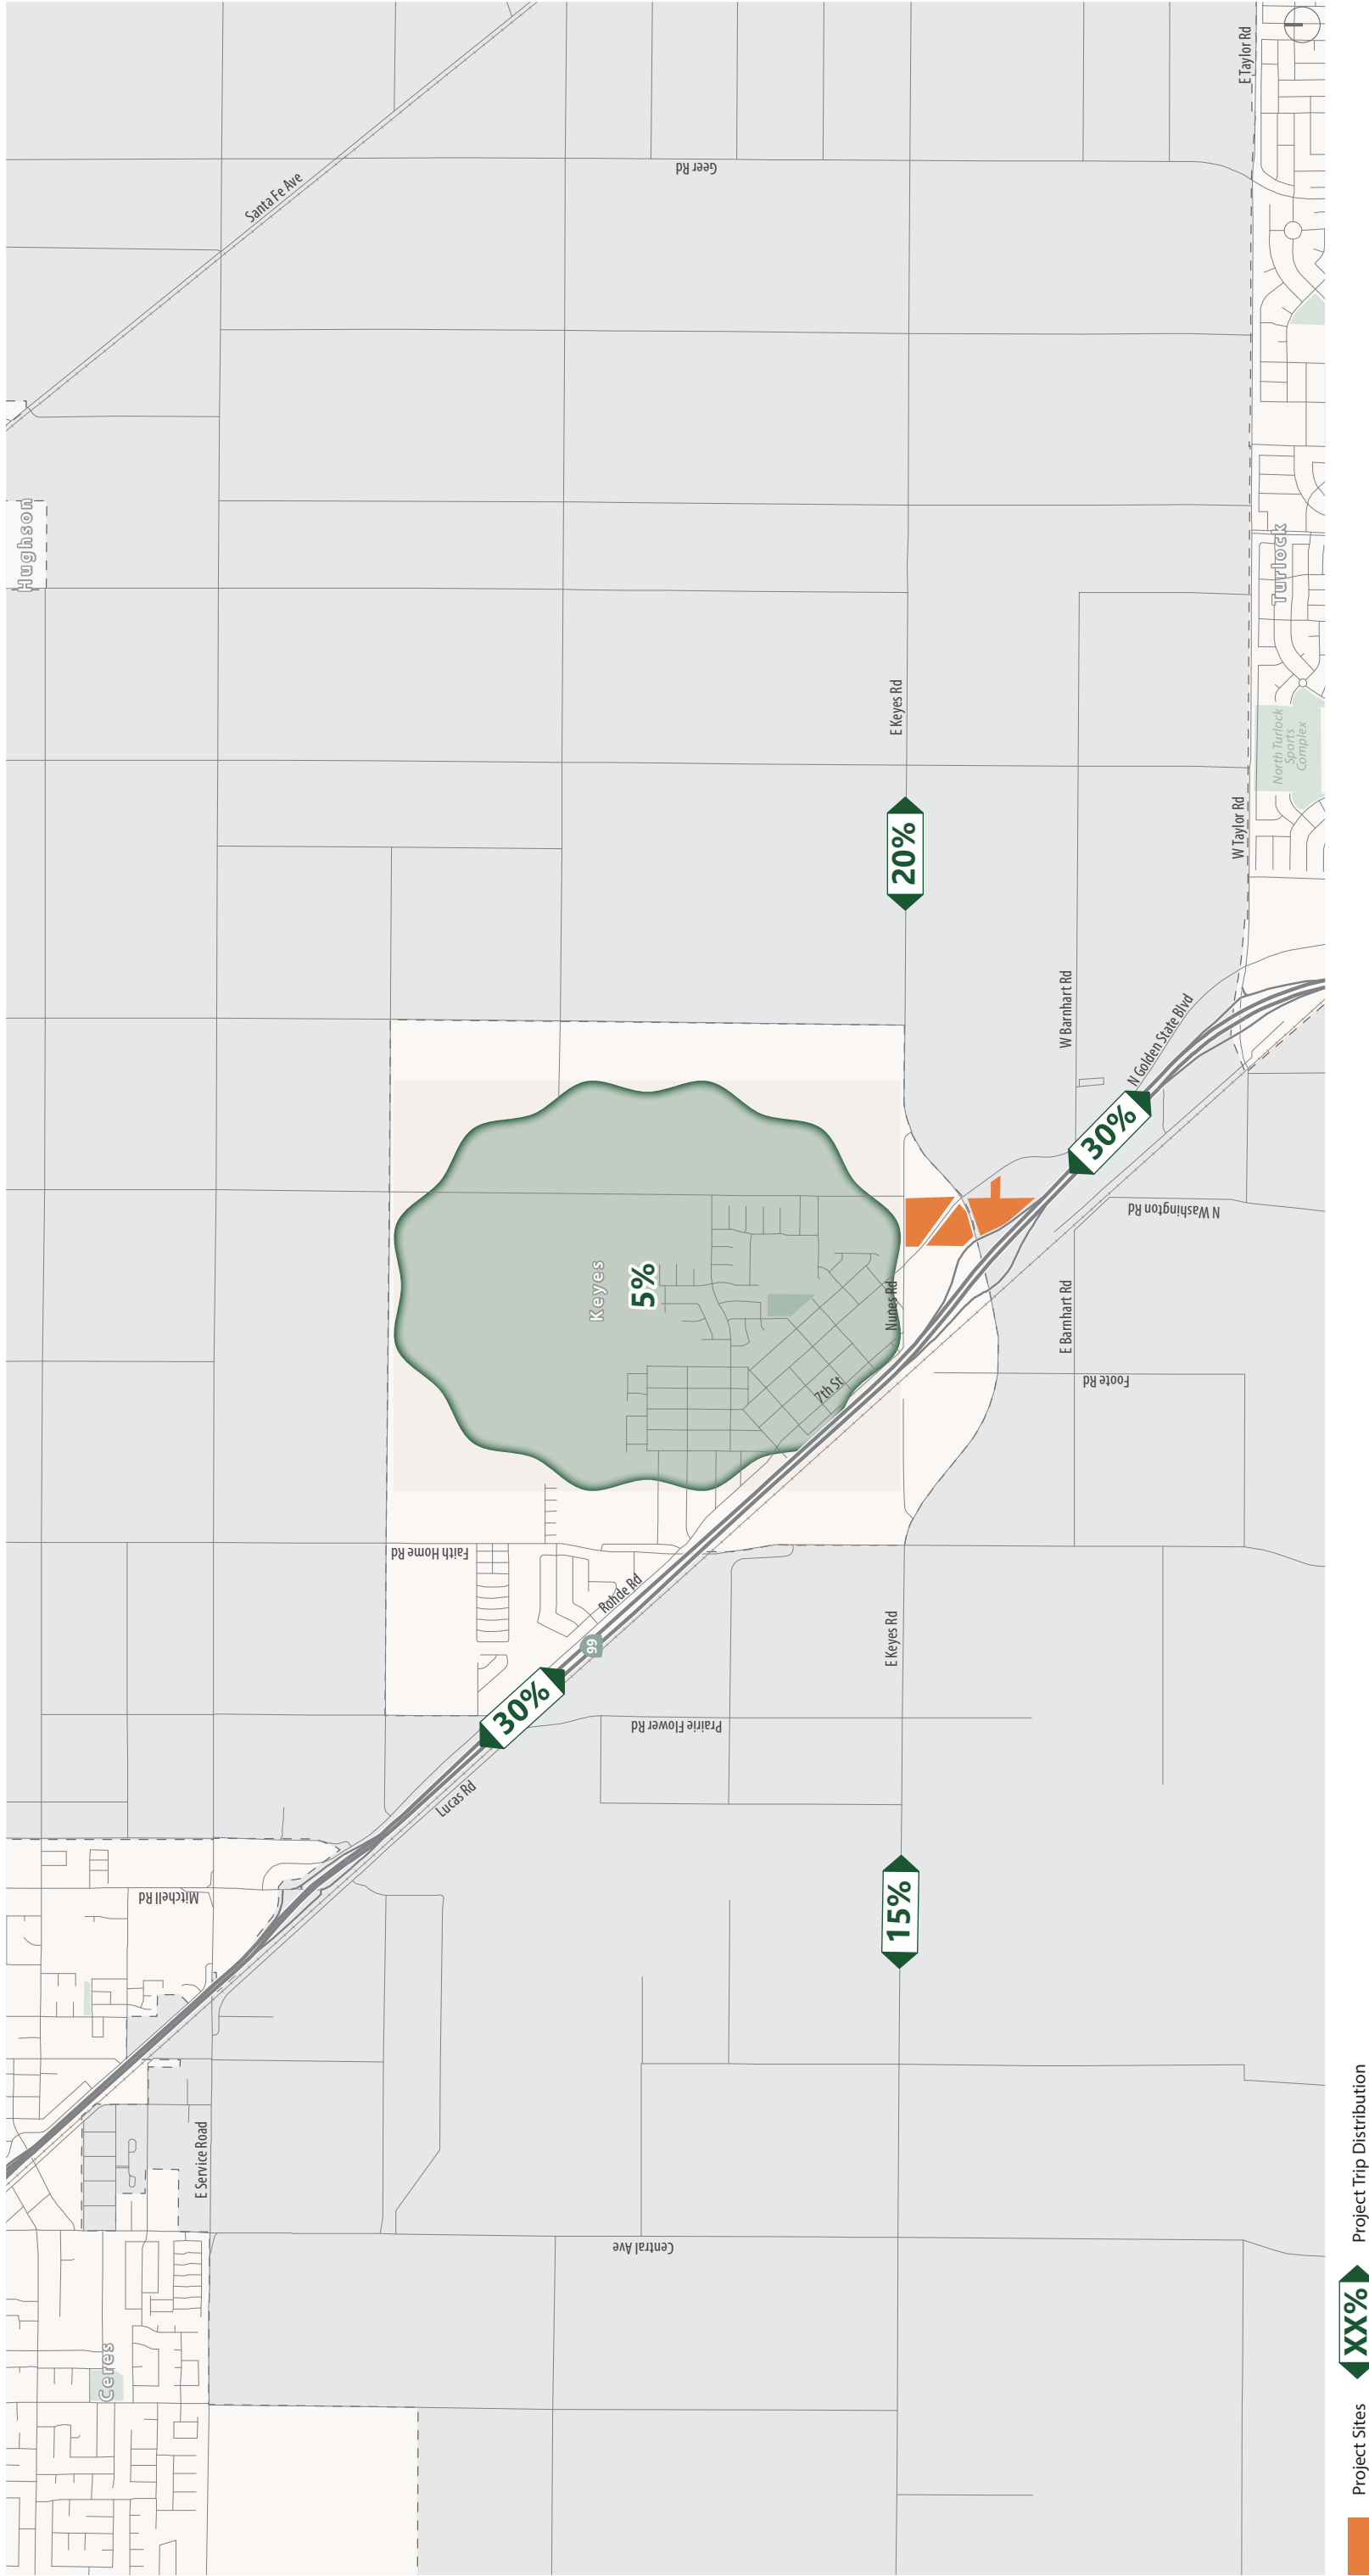 Hughson
Santa Fe Ave
Geer Rd
E Taylor Rd
Turlock
North Turlock
Sports
Complex
W Taylor Rd
E Keyes Rd
20%
W Barnhart Rd
N Golden State Blvd
30%
N Washington Rd
E Barnhart Rd
Foote Rd
Keyes
5%
Nunes Rd
7th St
Faith Home Rd
Rohde Rd
99
30%
Lucas Rd
Prairie Flower Rd
E Keyes Rd
15%
Mitchell Rd
E Service Road
Central Ave
Ceres
Project Sites
XX%
Project Trip Distribution